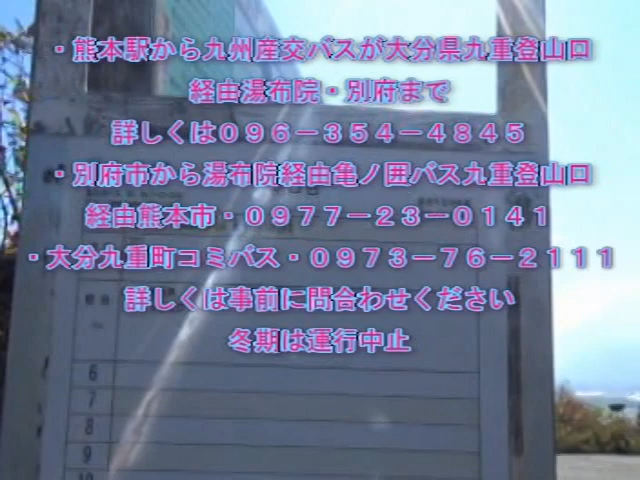 ・熊本駅から九州産交バスが大分県九重登山口
経由湯布院・別府まで
詳しくは０９６－３５４－４８４５
・別府市から湯布院経由亀ノ囲バス九重登山口
経由熊本市・０９７７－２３－０１４１
・大分九重町コミバス・０９７３－７６－２１１１
詳しくは事前に問合わせください
冬期は運行中止
6
7
8
9
10